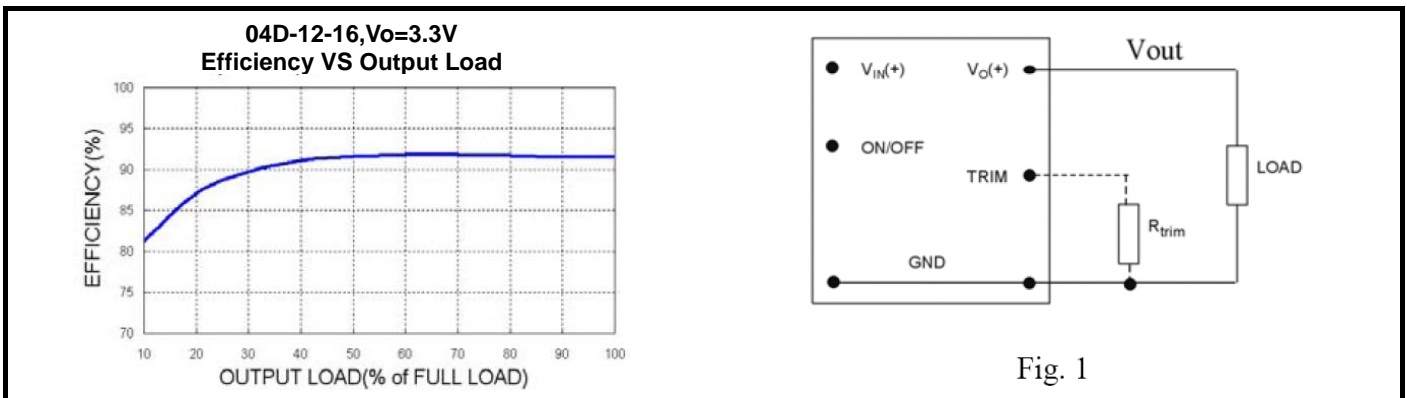 04D-12-16,Vo=3.3V
Efficiency VS Output Load
EFFICIENCY(%)
100
95
90
85
80
75
70
10 20 30 40 50 60 70 80 90 100
OUTPUT LOAD(% of FULL LOAD)
Vout
VIN(+) VO(+)
ON/OFF
TRIM
LOAD
Rtrim
GND
Fig. 1